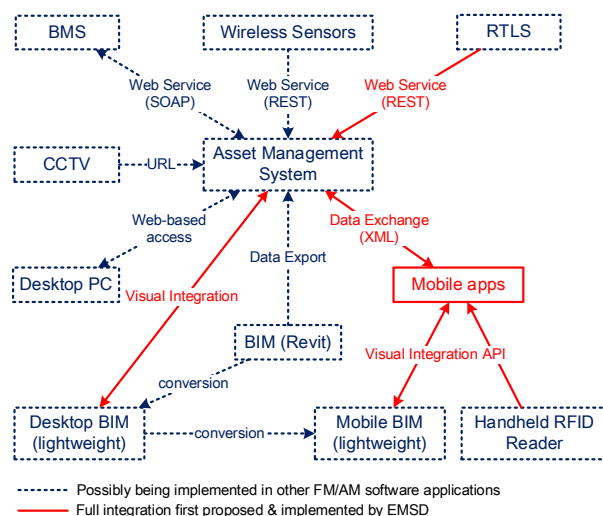 BMS
Wireless Sensors
RTLS
Web Service
(SOAP)
Web Service
(REST)
Web Service
(REST)
CCTV
URL
Asset Management
System
Web-based
access
Data Exchange
(XML)
Data Export
Desktop PC
Visual Integration
Mobile apps
BIM (Revit)
Visual Integration API
conversion
Desktop BIM
(lightweight)
conversion
Mobile BIM
(lightweight)
Handheld RFID
Reader
Possibly being implemented in other FM/AM software applications
Full integration first proposed & implemented by EMSD